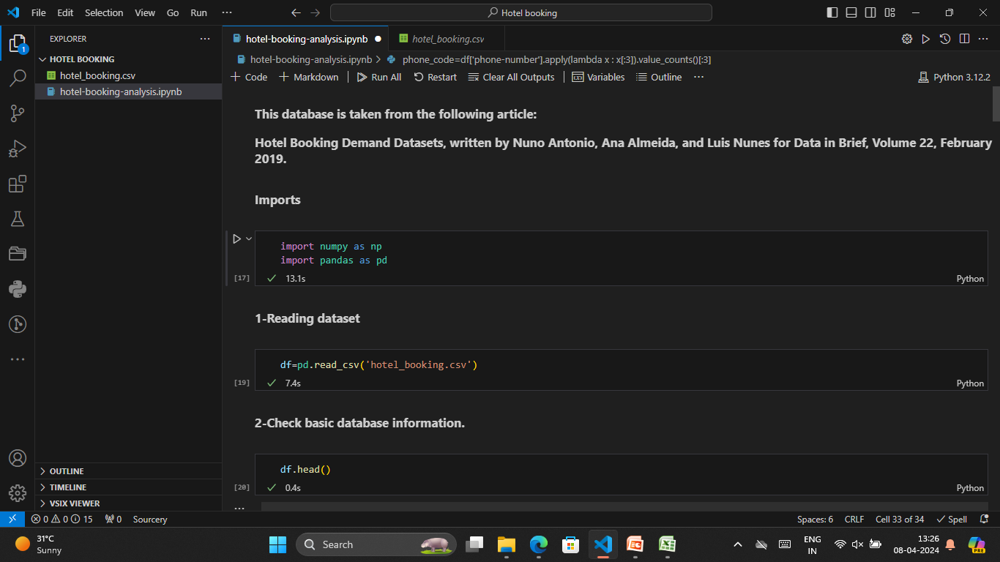 File Edit Selection View Go Run ··· Hotel booking
EXPLORER ···
HOTEL BOOKING
hotel_booking.csv
hotel-booking-analysis.ipynb
OUTLINE
TIMELINE
VSIX VIEWER
1
hotel-booking-analysis.ipynb hotel_booking.csv
hotel-booking-analysis.ipynb > phone_code=df['phone-number'].apply(lambda x : x[:3]).value_counts()[:3]
+ Code + Markdown Run All Restart Clear All Outputs Variables Outline ··· Python 3.12.2
This database is taken from the following article:
Hotel Booking Demand Datasets, written by Nuno Antonio, Ana Almeida, and Luis Nunes for Data in Brief, Volume 22, February
2019.
Imports
import numpy as np
import pandas as pd
[17] 13.1s Python
1-Reading dataset
df=pd.read_csv('hotel_booking.csv')
[19] 7.4s Python
2-Check basic database information.
df.head()
[20] 0.4s Python
...
0 0 15 0 Sourcery Spaces: 6 CRLF Cell 33 of 34 Spell
31°C
Sunny
Search
ENG
IN
13:26
08-04-2024
PRE